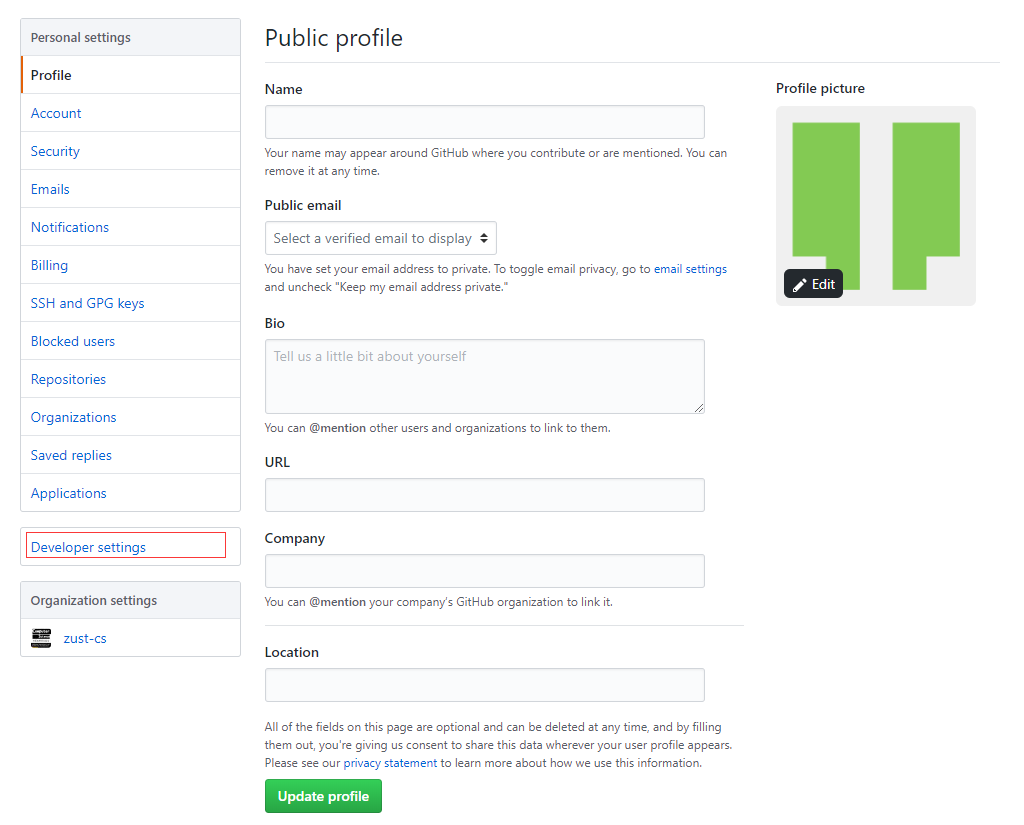 Personal settings
Profile
Account
Security
Emails
Notifications
Billing
SSH and GPG keys
Blocked users
Repositories
Organizations
Saved replies
Applications
Developer settings
Organization settings
zust-cs
Public profile
Name
Your name may appear around GitHub where you contribute or are mentioned. You can
remove it at any time.
Public email
Select a verified email to display
You have set your email address to private. To toggle email privacy, go to email settings
and uncheck "Keep my email address private."
Bio
Tell us a little bit about yourself
You can @mention other users and organizations to link to them.
URL
Company
You can @mention your company's GitHub organization to link it.
Location
All of the fields on this page are optional and can be deleted at any time, and by filling
them out, you're giving us consent to share this data wherever your user profile appears.
Please see our privacy statement to learn more about how we use this information.
Update profile
Profile picture
Edit